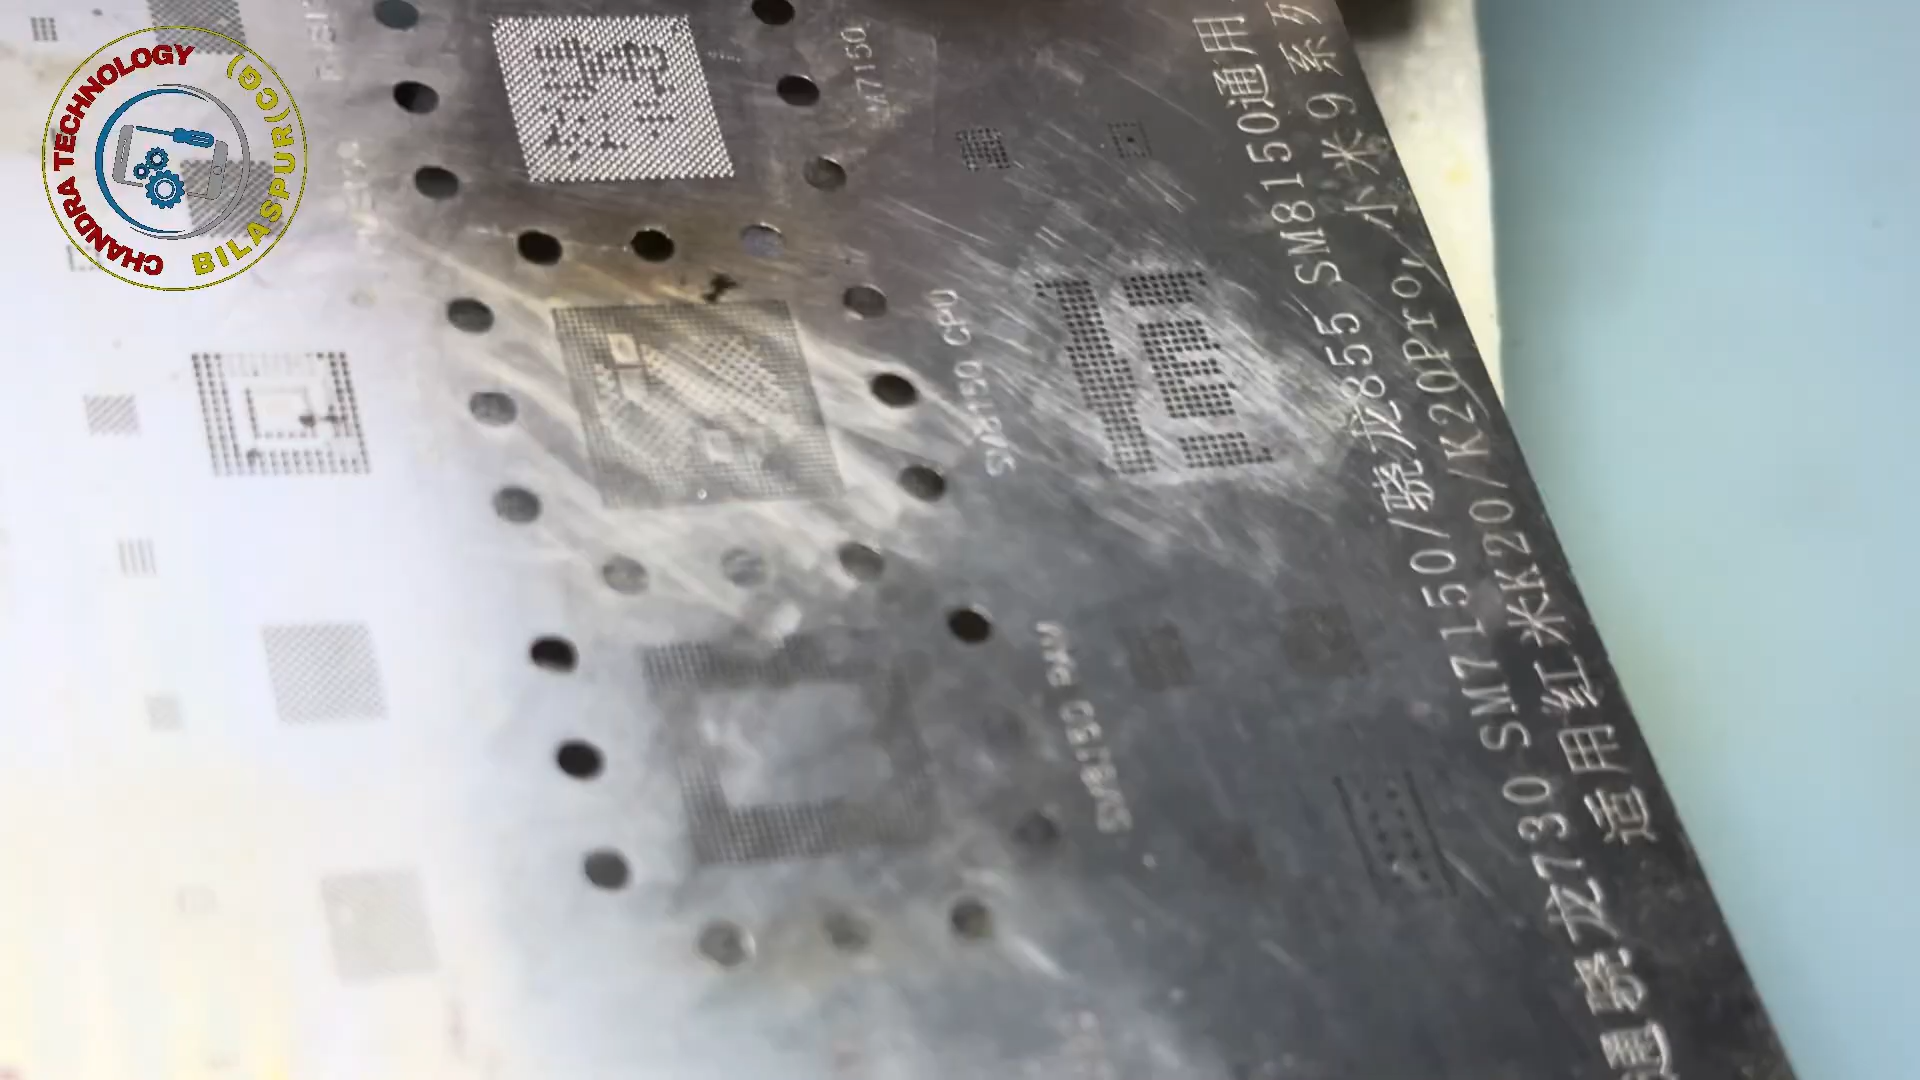 CHANDRA TECHNOLOGY
BILASPUR(CG)
M7150
SM8150 CPU
SM8150 RAM
通骁龙730 SM7150/骁龙855 SM8150通用
适用红米K20/K20Pro, 小米9系列